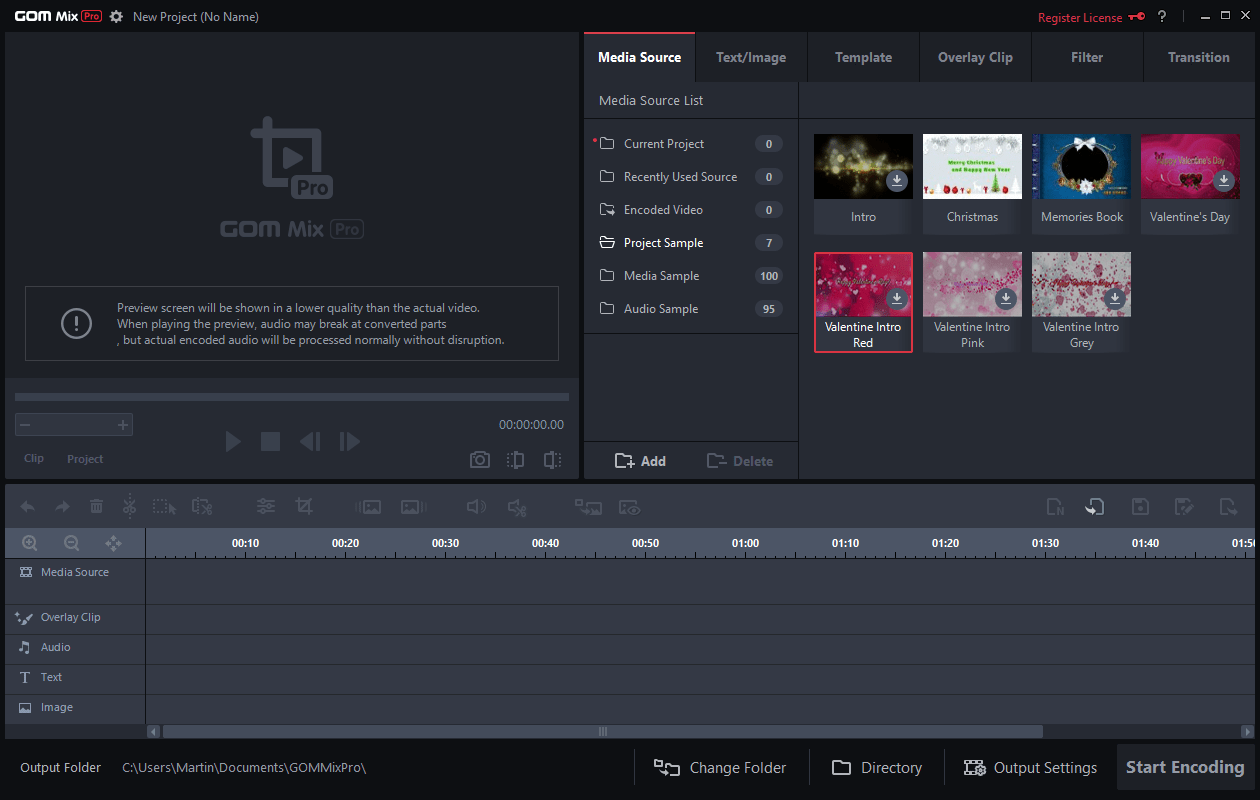 GOM Mix Pro New Project (No Name) Register License ?
Media Source Text/Image Template Overlay Clip Filter Transition
Media Source List
Current Project 0
Recently Used Source 0
Encoded Video 0
Project Sample 7
Media Sample 100
Audio Sample 95
Add Delete
Merry Christmas
and Happy New Year
Happy Valentine's Day
Intro Christmas Memories Book Valentine's Day
Valentine Intro
Red
Valentine Intro
Pink
Valentine Intro
Grey
Pro
GOM Mix Pro
Preview screen will be shown in a lower quality than the actual video.
When playing the preview, audio may break at converted parts
, but actual encoded audio will be processed normally without disruption.
00:00:00.00
Clip Project
N
00:10 00:20 00:30 00:40 00:50 01:00 01:10 01:20 01:30 01:40 01:50
Media Source
Overlay Clip
Audio
T Text
Image
Output Folder C:\Users\Martin\Documents\GOMMixPro\ Change Folder Directory Output Settings Start Encoding